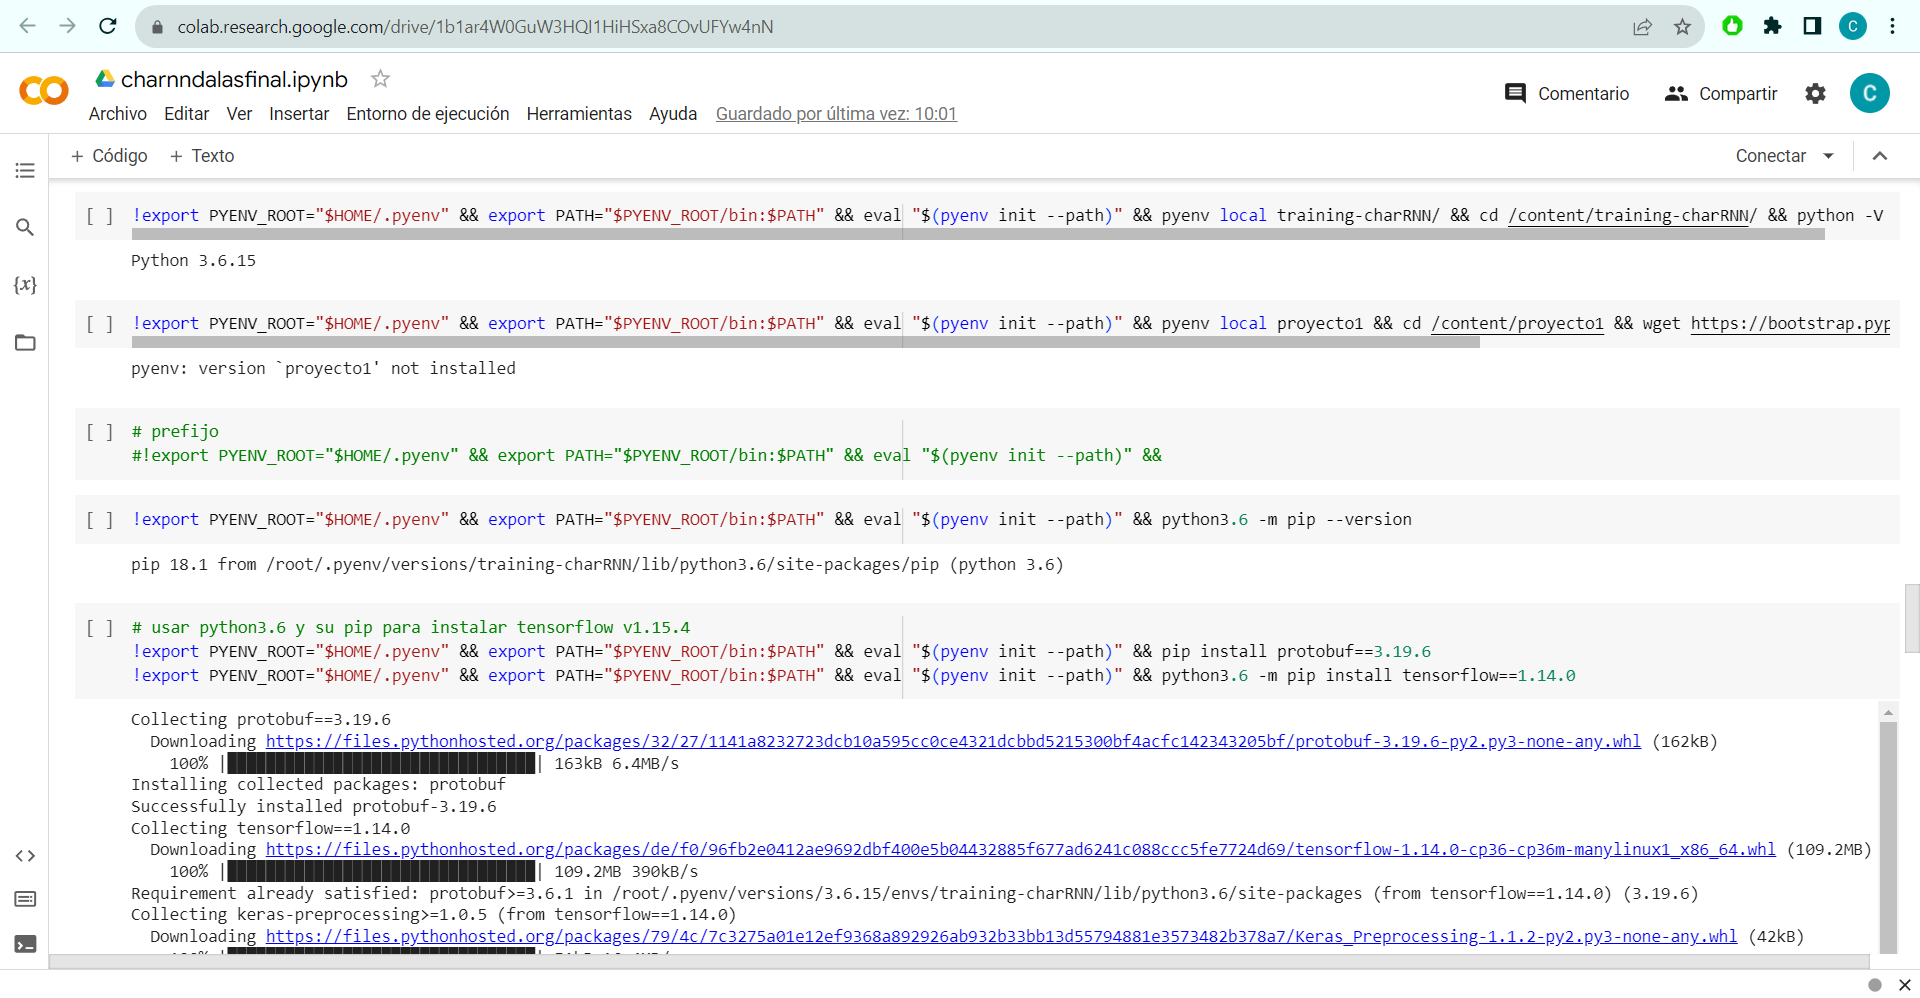 colab.research.google.com/drive/1b1ar4W0GuW3HQI1HiHSxa8COvUFYw4nN
C
CO
charnndalasfinal.ipynb
Comentario
Compartir
C
Archivo Editar Ver Insertar Entorno de ejecución Herramientas Ayuda Guardado por última vez: 10:01
+ Código + Texto
Conectar
[ ] !export PYENV_ROOT="$HOME/.pyenv" && export PATH="$PYENV_ROOT/bin:$PATH" && eval "$(pyenv init --path)" && pyenv local training-charRNN/ && cd /content/training-charRNN/ && python -V
Python 3.6.15
{x}
[ ] !export PYENV_ROOT="$HOME/.pyenv" && export PATH="$PYENV_ROOT/bin:$PATH" && eval "$(pyenv init --path)" && pyenv local proyecto1 && cd /content/proyecto1 && wget https://bootstrap.pyp
pyenv: version `proyecto1' not installed
[ ] # prefijo
#!export PYENV_ROOT="$HOME/.pyenv" && export PATH="$PYENV_ROOT/bin:$PATH" && eval "$(pyenv init --path)" &&
[ ] !export PYENV_ROOT="$HOME/.pyenv" && export PATH="$PYENV_ROOT/bin:$PATH" && eval "$(pyenv init --path)" && python3.6 -m pip --version
pip 18.1 from /root/.pyenv/versions/training-charRNN/lib/python3.6/site-packages/pip (python 3.6)
[ ] # usar python3.6 y su pip para instalar tensorflow v1.15.4
!export PYENV_ROOT="$HOME/.pyenv" && export PATH="$PYENV_ROOT/bin:$PATH" && eval "$(pyenv init --path)" && pip install protobuf==3.19.6
!export PYENV_ROOT="$HOME/.pyenv" && export PATH="$PYENV_ROOT/bin:$PATH" && eval "$(pyenv init --path)" && python3.6 -m pip install tensorflow==1.14.0
Collecting protobuf==3.19.6
Downloading https://files.pythonhosted.org/packages/32/27/1141a8232723dcb10a595cc0ce4321dcbbd5215300bf4acfc142343205bf/protobuf-3.19.6-py2.py3-none-any.whl (162kB)
100% |████████████████████████████████| 163kB 6.4MB/s
Installing collected packages: protobuf
Successfully installed protobuf-3.19.6
Collecting tensorflow==1.14.0
Downloading https://files.pythonhosted.org/packages/de/f0/96fb2e0412ae9692dbf400e5b04432885f677ad6241c088ccc5fe7724d69/tensorflow-1.14.0-cp36-cp36m-manylinux1_x86_64.whl (109.2MB)
100% |████████████████████████████████| 109.2MB 390kB/s
Requirement already satisfied: protobuf>=3.6.1 in /root/.pyenv/versions/3.6.15/envs/training-charRNN/lib/python3.6/site-packages (from tensorflow==1.14.0) (3.19.6)
Collecting keras-preprocessing>=1.0.5 (from tensorflow==1.14.0)
Downloading https://files.pythonhosted.org/packages/79/4c/7c3275a01e12ef9368a892926ab932b33bb13d55794881e3573482b378a7/Keras_Preprocessing-1.1.2-py2.py3-none-any.whl (42kB)